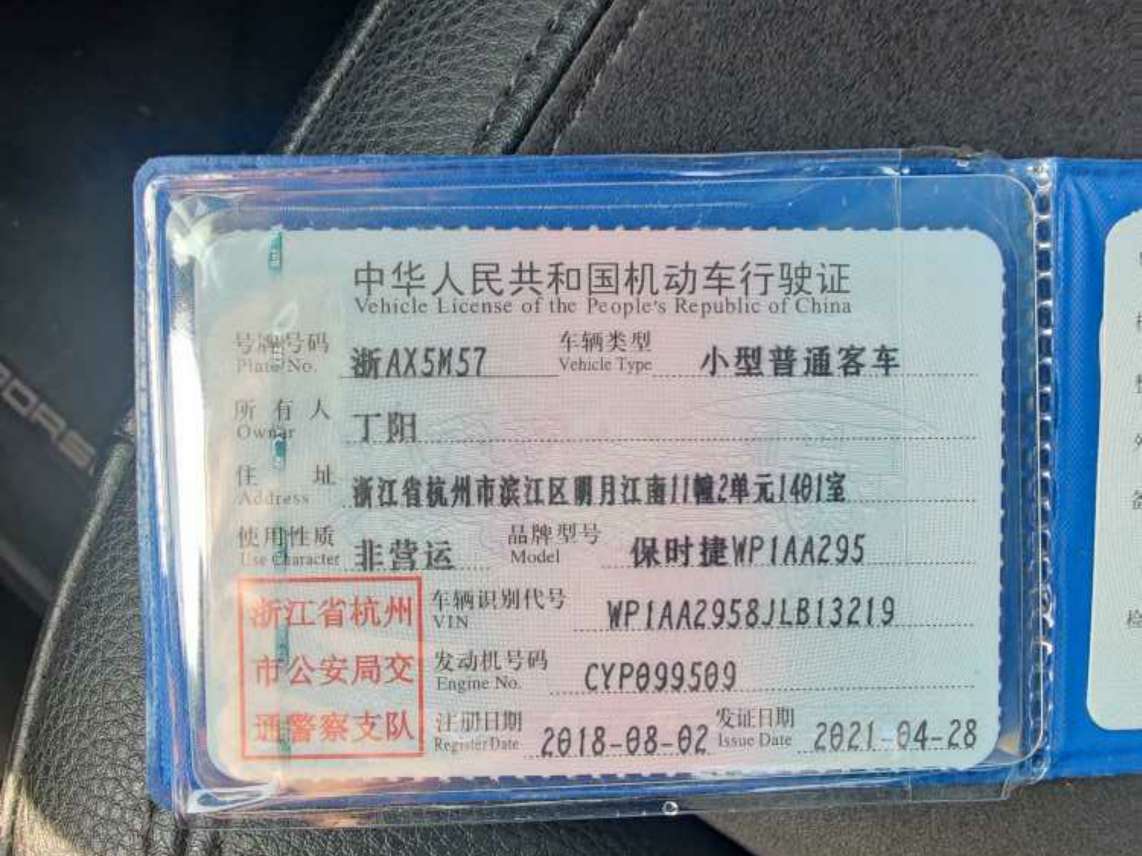 中华人民共和国机动车行驶证
Vehicle License of the People's Republic of China
号牌号码 浙AX5M57 车辆类型 小型普通客车
Plate No. Vehicle Type
所有人 丁阳
Owner
住址 浙江省杭州市滨江区明月江南11幢2单元1401室
Address
使用性质 非营运 品牌型号 保时捷WP1AA295
Use Character Model
浙江省杭州
市公安局交
通警察支队
车辆识别代号 WP1AA2958JLB13219
VIN
发动机号码 CYP099509
Engine No.
注册日期 2018-08-02 发证日期 2021-04-28
Register Date Issue Date